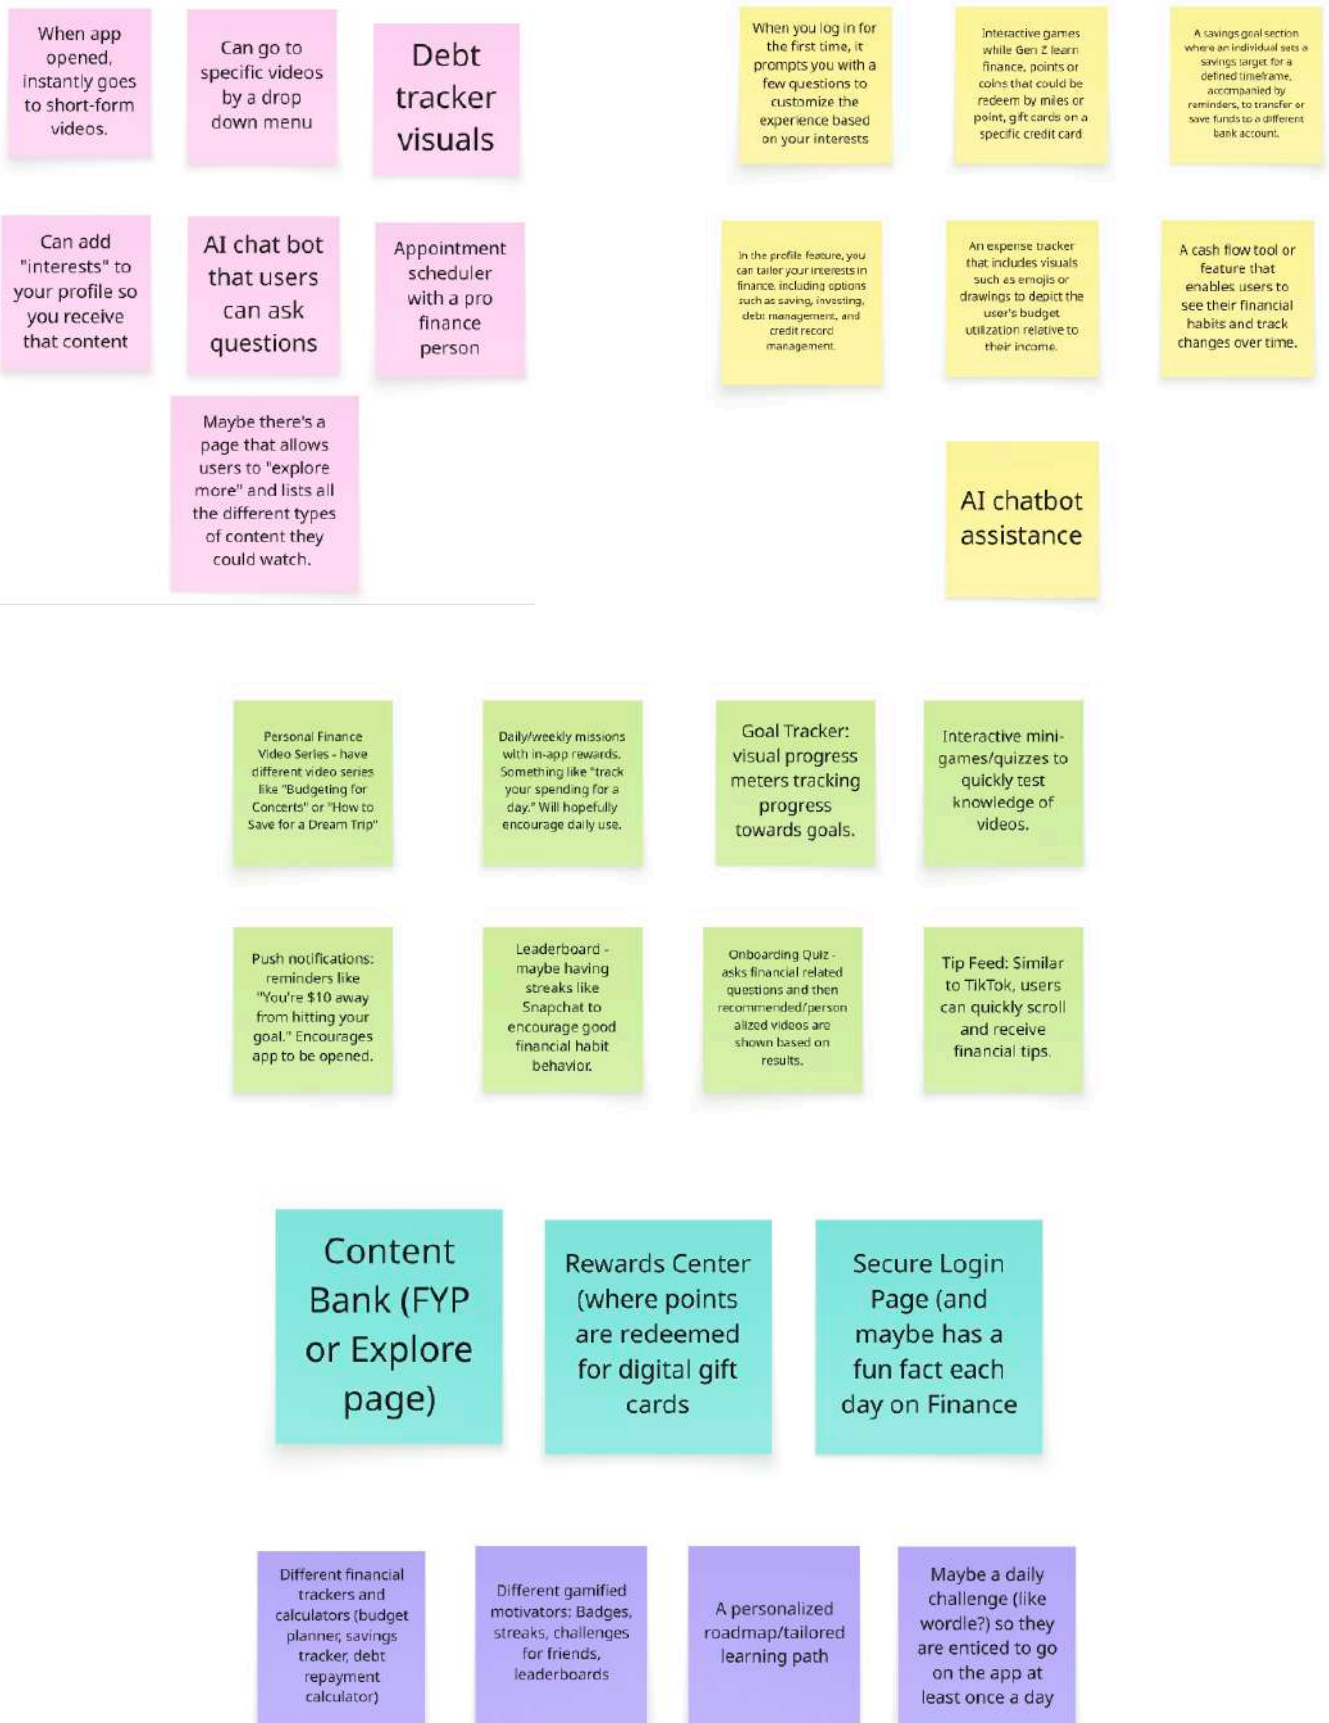 When app
opened,
instantly goes
to short-form
videos.
Can go to
specific videos
by a drop
down menu
Debt
tracker
visuals
When you log in for
the first time, it
prompts you with a
few questions to
customize the
experience based
on your interests
Interactive games
while Gen Z learn
finance, points or
coins that could be
redeem by miles or
point, gift cards on a
specific credit card
A savings goal section
where an individual sets a
savings target for a
defined timeframe,
accompanied by
reminders, to transfer or
save funds to a different
bank account.
Can add
"interests" to
your profile so
you receive
that content
AI chat bot
that users
can ask
questions
Appointment
scheduler
with a pro
finance
person
In the profile feature, you
can tailor your interests in
finance, including options
such as saving, investing,
debt management, and
credit record
management.
An expense tracker
that includes visuals
such as emojis or
drawings to depict the
user's budget
utilization relative to
their income.
A cash flow tool or
feature that
enables users to
see their financial
habits and track
changes over time.
Maybe there's a
page that allows
users to "explore
more" and lists all
the different types
of content they
could watch.
AI chatbot
assistance
Personal Finance
Video Series - have
different video series
like "Budgeting for
Concerts" or "How to
Save for a Dream Trip"
Daily/weekly missions
with in-app rewards.
Something like "track
your spending for a
day." Will hopefully
encourage daily use.
Goal Tracker:
visual progress
meters tracking
progress
towards goals.
Interactive mini-
games/quizzes to
quickly test
knowledge of
videos.
Push notifications:
reminders like
"You're $10 away
from hitting your
goal." Encourages
app to be opened.
Leaderboard -
maybe having
streaks like
Snapchat to
encourage good
financial habit
behavior.
Onboarding Quiz -
asks financial related
questions and then
recommended/person
alized videos are
shown based on
results.
Tip Feed: Similar
to TikTok, users
can quickly scroll
and receive
financial tips.
Content
Bank (FYP
or Explore
page)
Rewards Center
(where points
are redeemed
for digital gift
cards
Secure Login
Page (and
maybe has a
fun fact each
day on Finance
Different financial
trackers and
calculators (budget
planner, savings
tracker, debt
repayment
calculator)
Different gamified
motivators: Badges,
streaks, challenges
for friends,
leaderboards
A personalized
roadmap/tailored
learning path
Maybe a daily
challenge (like
wordle?) so they
are enticed to go
on the app at
least once a day